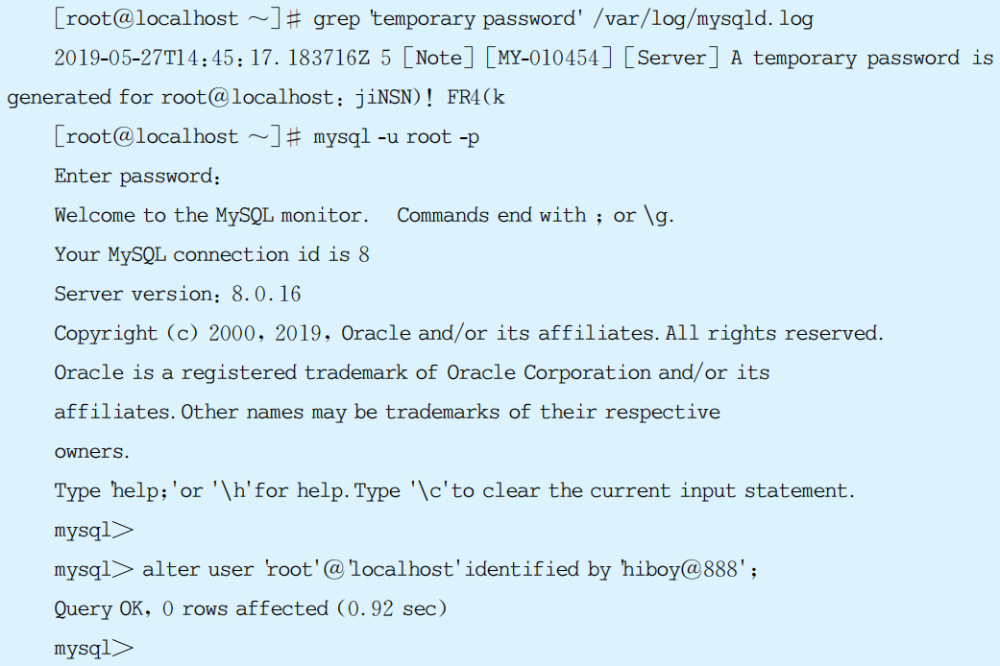 [root@localhost ~]# grep 'temporary password' /var/log/mysqld.log
2019-05-27T14:45:17.183716Z 5 [Note] [MY-010454] [Server] A temporary password is
generated for root@localhost: jiNSN)! FR4(k
[root@localhost ~]# mysql -u root -p
Enter password:
Welcome to the MySQL monitor. Commands end with ; or \g.
Your MySQL connection id is 8
Server version: 8.0.16
Copyright (c) 2000, 2019, Oracle and/or its affiliates. All rights reserved.
Oracle is a registered trademark of Oracle Corporation and/or its
affiliates. Other names may be trademarks of their respective
owners.
Type 'help;' or '\h' for help. Type '\c' to clear the current input statement.
mysql>
mysql> alter user 'root'@'localhost' identified by 'hiboy@888';
Query OK, 0 rows affected (0.92 sec)
mysql>